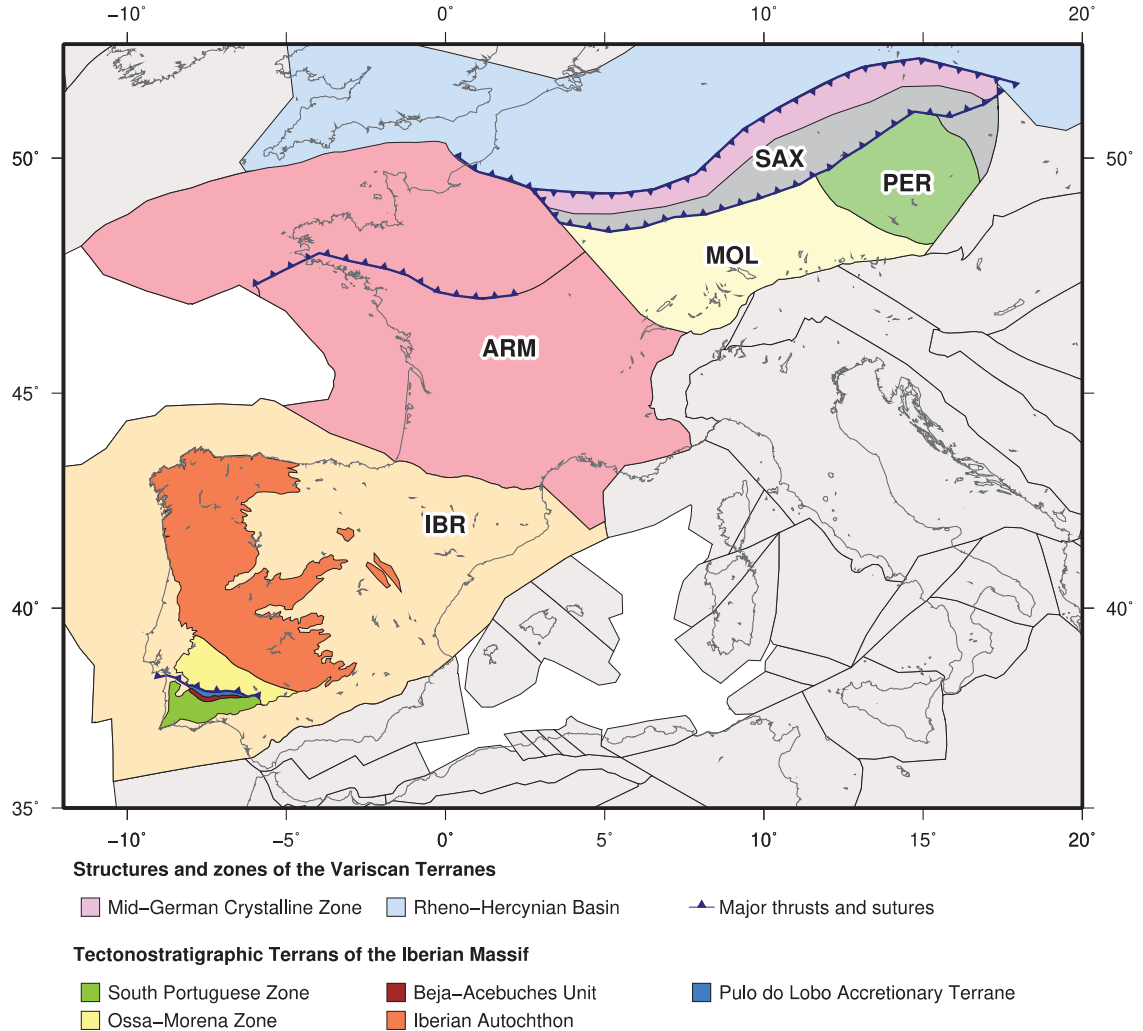 −10˚ 0˚ 10˚ 20˚
50˚ 50˚
45˚
40˚ 40˚
35˚
SAX
PER
MOL
ARM
IBR
−10˚ −5˚ 0˚ 5˚ 10˚ 15˚ 20˚
Structures and zones of the Variscan Terranes
Mid−German Crystalline Zone Rheno−Hercynian Basin Major thrusts and sutures
Tectonostratigraphic Terrans of the Iberian Massif
South Portuguese Zone Beja−Acebuches Unit Pulo do Lobo Accretionary Terrane
Ossa−Morena Zone Iberian Autochthon